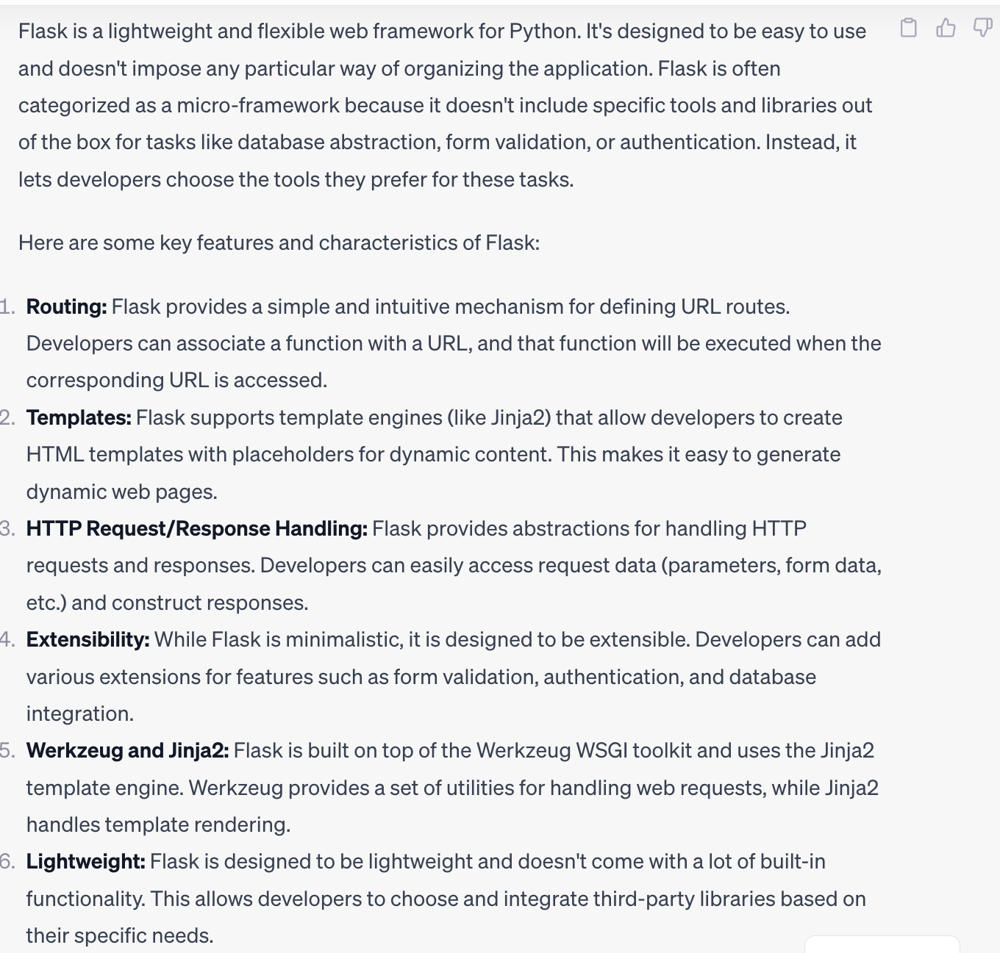 Flask is a lightweight and flexible web framework for Python. It's designed to be easy to use
and doesn't impose any particular way of organizing the application. Flask is often
categorized as a micro-framework because it doesn't include specific tools and libraries out
of the box for tasks like database abstraction, form validation, or authentication. Instead, it
lets developers choose the tools they prefer for these tasks.
Here are some key features and characteristics of Flask:
1. Routing: Flask provides a simple and intuitive mechanism for defining URL routes.
Developers can associate a function with a URL, and that function will be executed when the
corresponding URL is accessed.
2. Templates: Flask supports template engines (like Jinja2) that allow developers to create
HTML templates with placeholders for dynamic content. This makes it easy to generate
dynamic web pages.
3. HTTP Request/Response Handling: Flask provides abstractions for handling HTTP
requests and responses. Developers can easily access request data (parameters, form data,
etc.) and construct responses.
4. Extensibility: While Flask is minimalistic, it is designed to be extensible. Developers can add
various extensions for features such as form validation, authentication, and database
integration.
5. Werkzeug and Jinja2: Flask is built on top of the Werkzeug WSGI toolkit and uses the Jinja2
template engine. Werkzeug provides a set of utilities for handling web requests, while Jinja2
handles template rendering.
6. Lightweight: Flask is designed to be lightweight and doesn't come with a lot of built-in
functionality. This allows developers to choose and integrate third-party libraries based on
their specific needs.